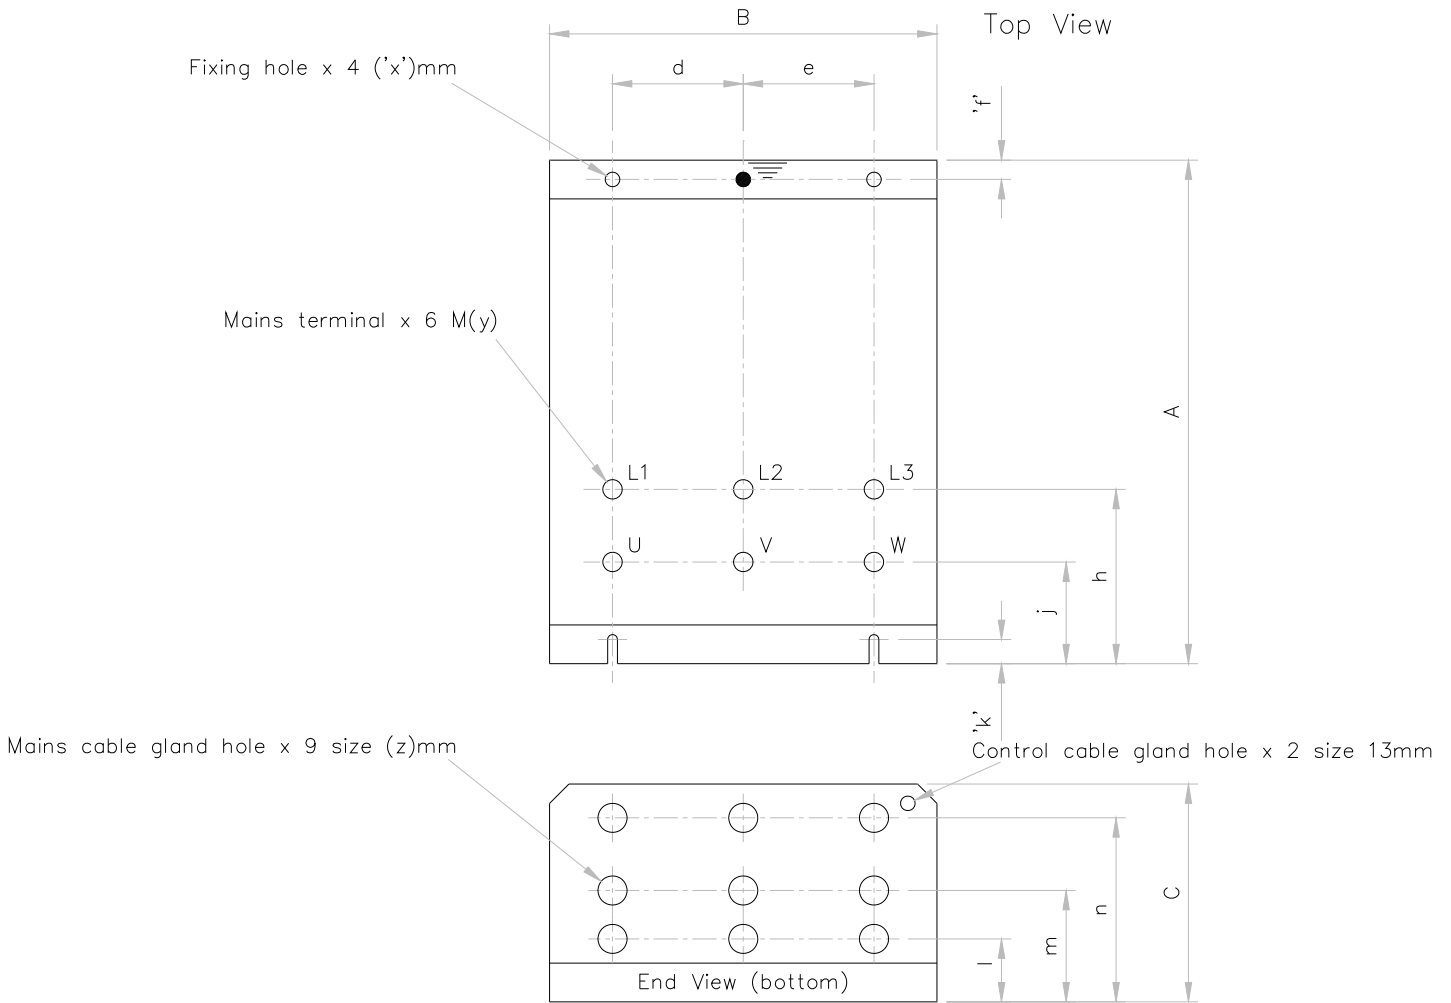 B
Top View
Fixing hole x 4 ('x')mm
d
e
'f'
Mains terminal x 6 M(y)
A
L1
L2
L3
U
V
W
h
j
'k'
Mains cable gland hole x 9 size (z)mm
Control cable gland hole x 2 size 13mm
C
n
m
l
End View (bottom)